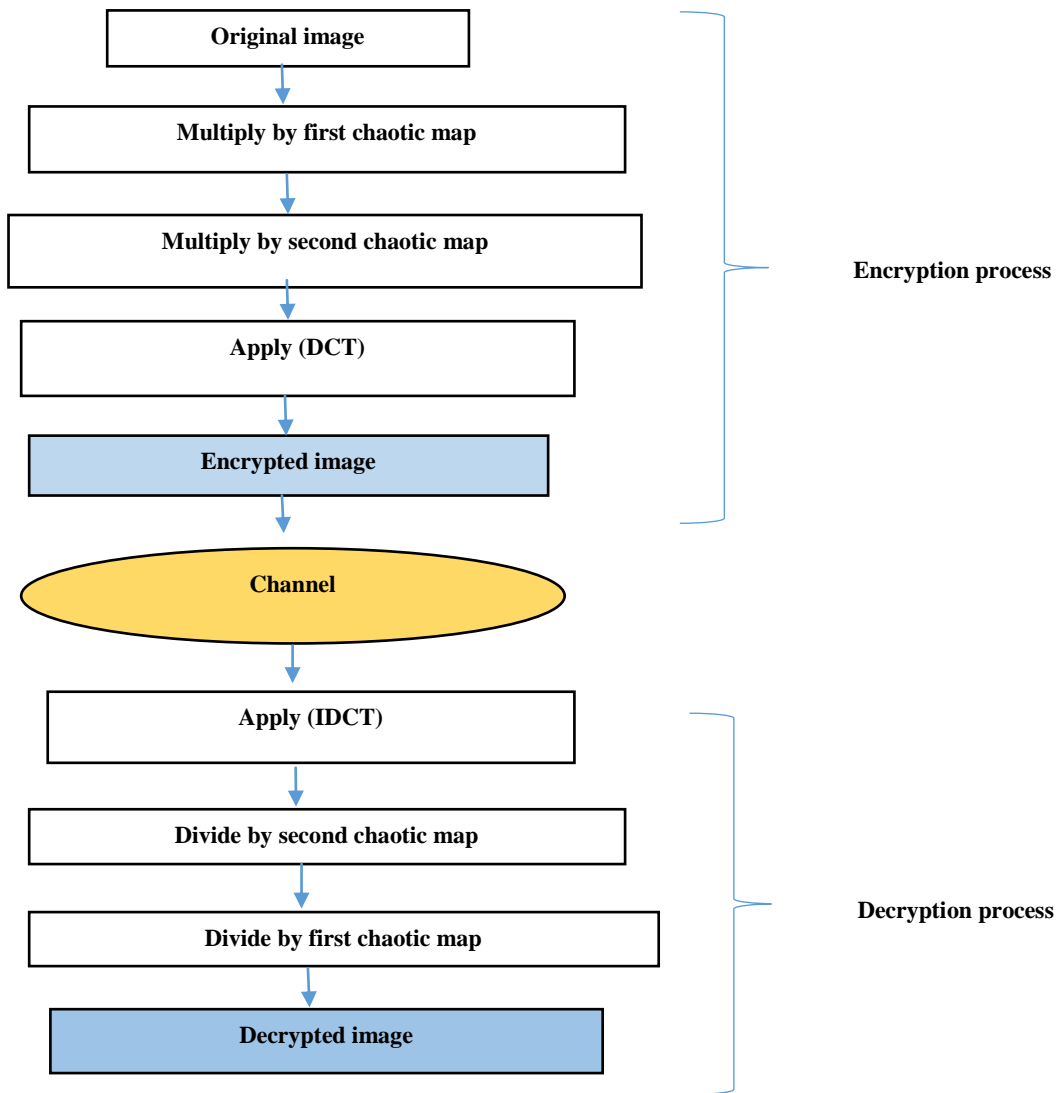 Original image
Multiply by first chaotic map
Multiply by second chaotic map
Encryption process
Apply (DCT)
Encrypted image
Channel
Apply (IDCT)
Divide by second chaotic map
Decryption process
Divide by first chaotic map
Decrypted image